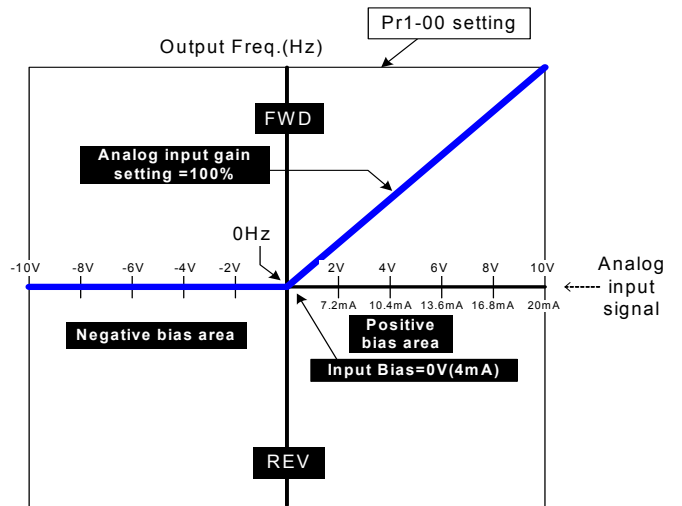 Pr1-00 setting
Output Freq.(Hz)
FWD
Analog input gain
setting =100%
0Hz
-10V -8V -6V -4V -2V 2V 4V 6V 8V 10V
7.2mA 10.4mA 13.6mA 16.8mA 20mA
Analog
input
signal
Negative bias area
Positive
bias area
Input Bias=0V(4mA)
REV